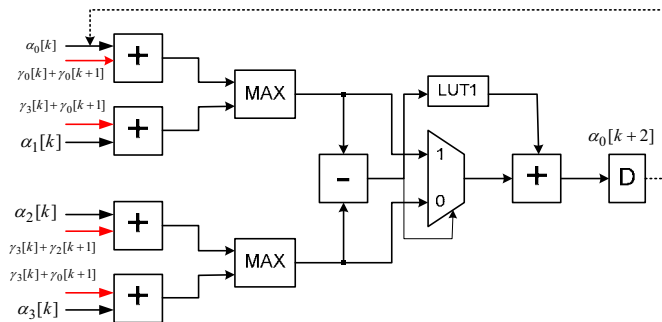 α₀[k]
+
γ₀[k]+γ₀[k+1]
MAX
LUT1
γ₃[k]+γ₀[k+1]
+
α₁[k]
1
α₀[k+2]
-
+
D
0
α₂[k]
+
γ₃[k]+γ₂[k+1]
MAX
γ₃[k]+γ₀[k+1]
+
α₃[k]